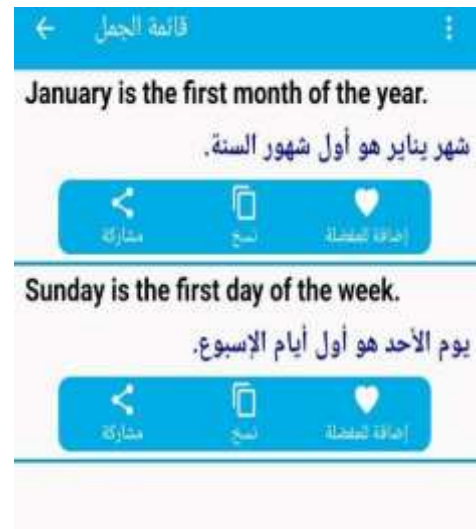 قائمة الجمل
January is the first month of the year.
شهر يناير هو أول شهور السنة.
إضافة للمفضلة نسخ مشاركة
Sunday is the first day of the week.
يوم الأحد هو أول أيام الإسبوع.
إضافة للمفضلة نسخ مشاركة